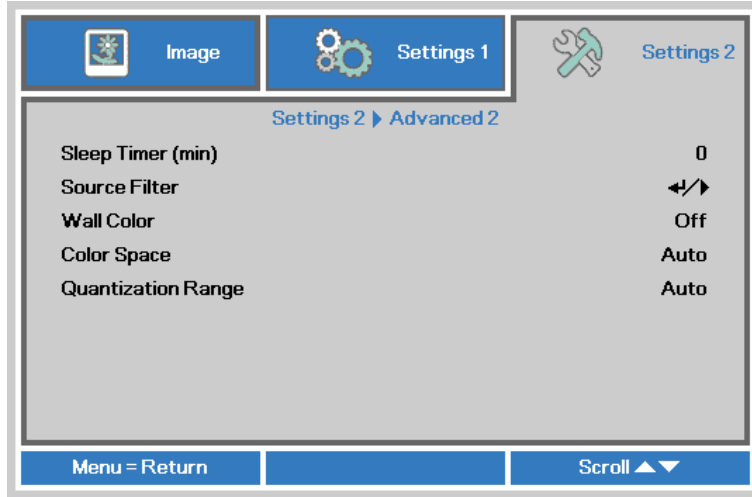 Image Settings 1 Settings 2
Settings 2 Advanced 2
Sleep Timer (min) 0
Source Filter
Wall Color Off
Color Space Auto
Quantization Range Auto
Menu = Return Scroll